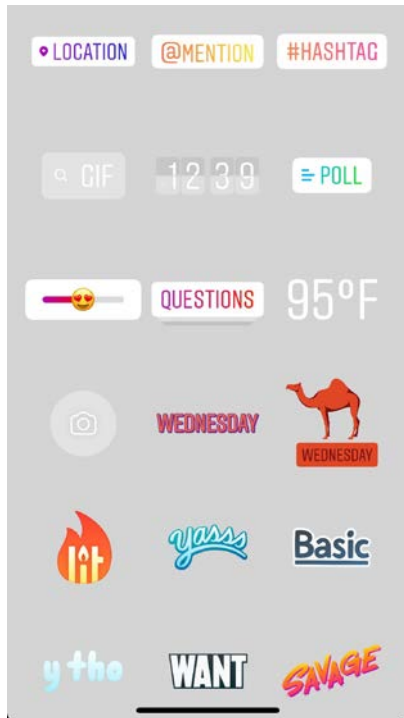 LOCATION
@MENTION
#HASHTAG
GIF
12 39
POLL
QUESTIONS
95°F
WEDNESDAY
WEDNESDAY
lit
yasss
Basic
y tho
WANT
SAVAGE